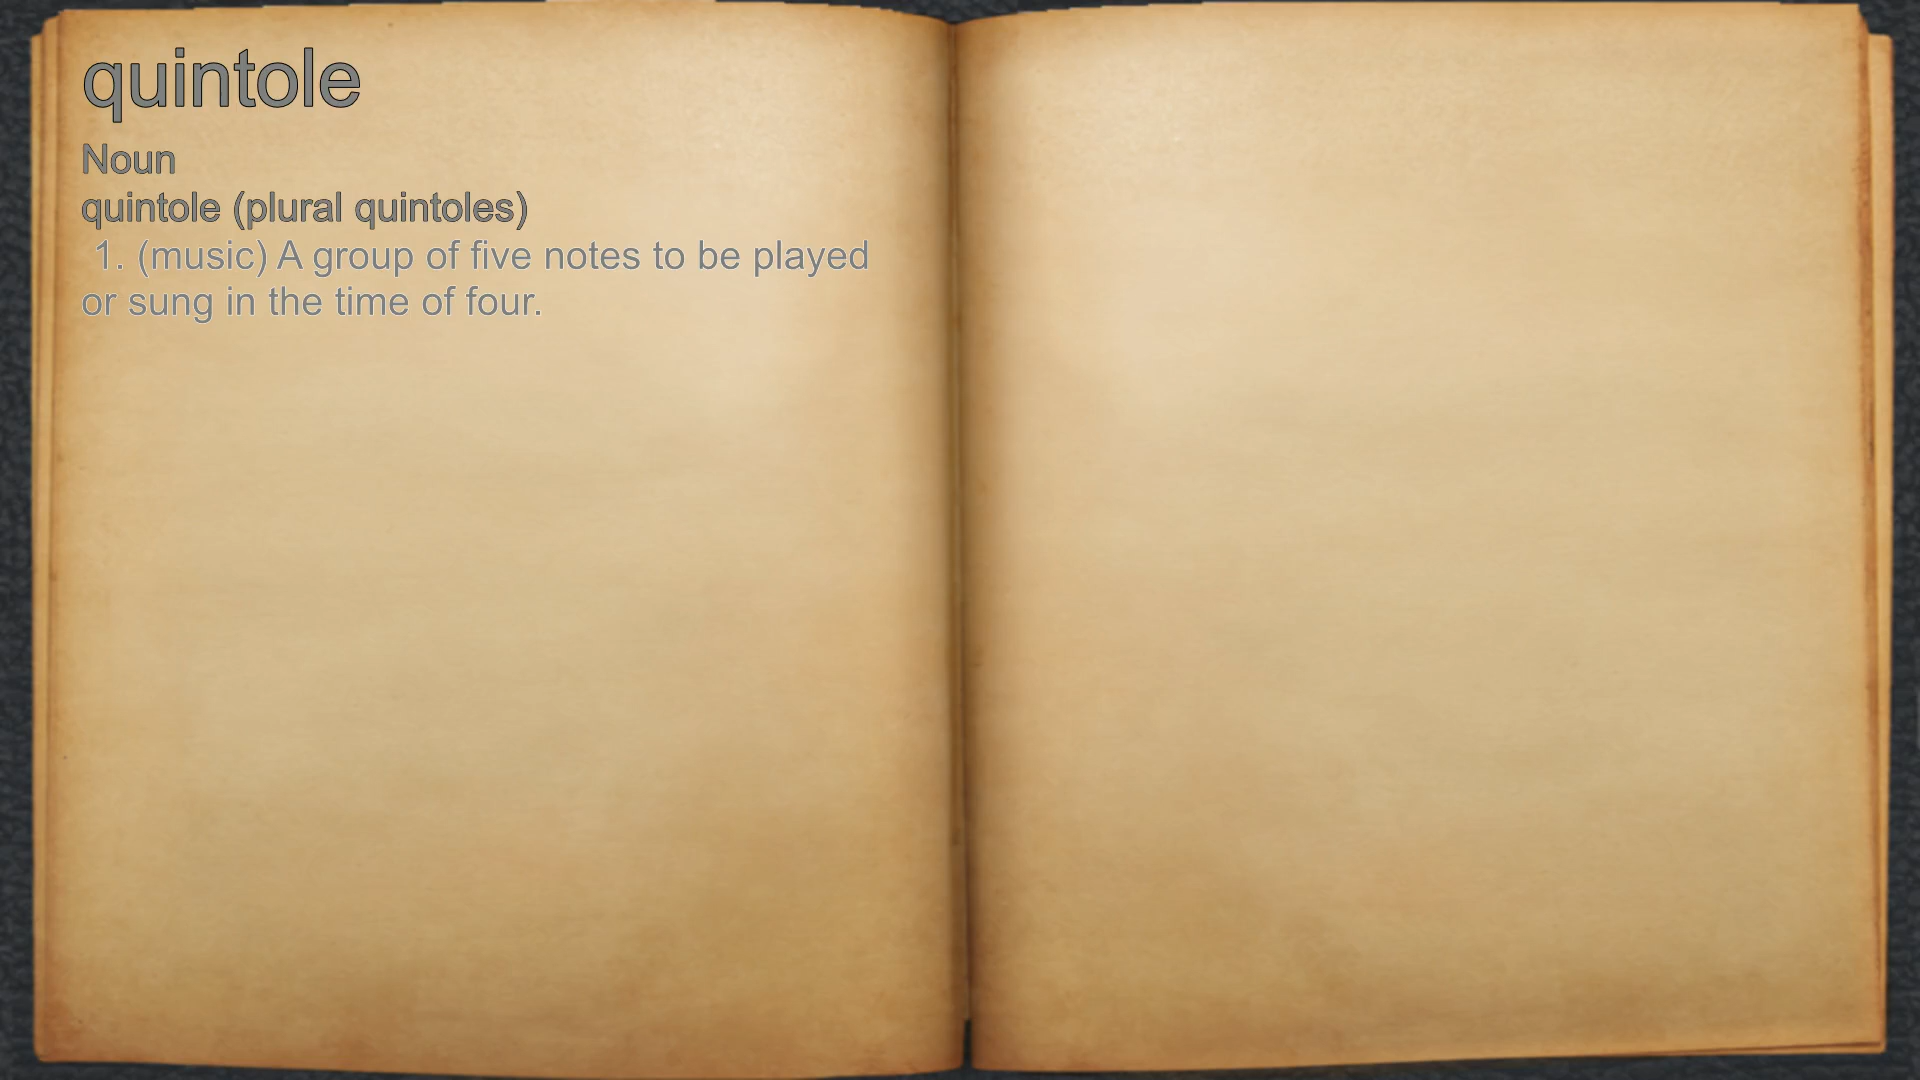 quintole
Noun
quintole (plural quintoles)
1. (music) A group of five notes to be played
or sung in the time of four.